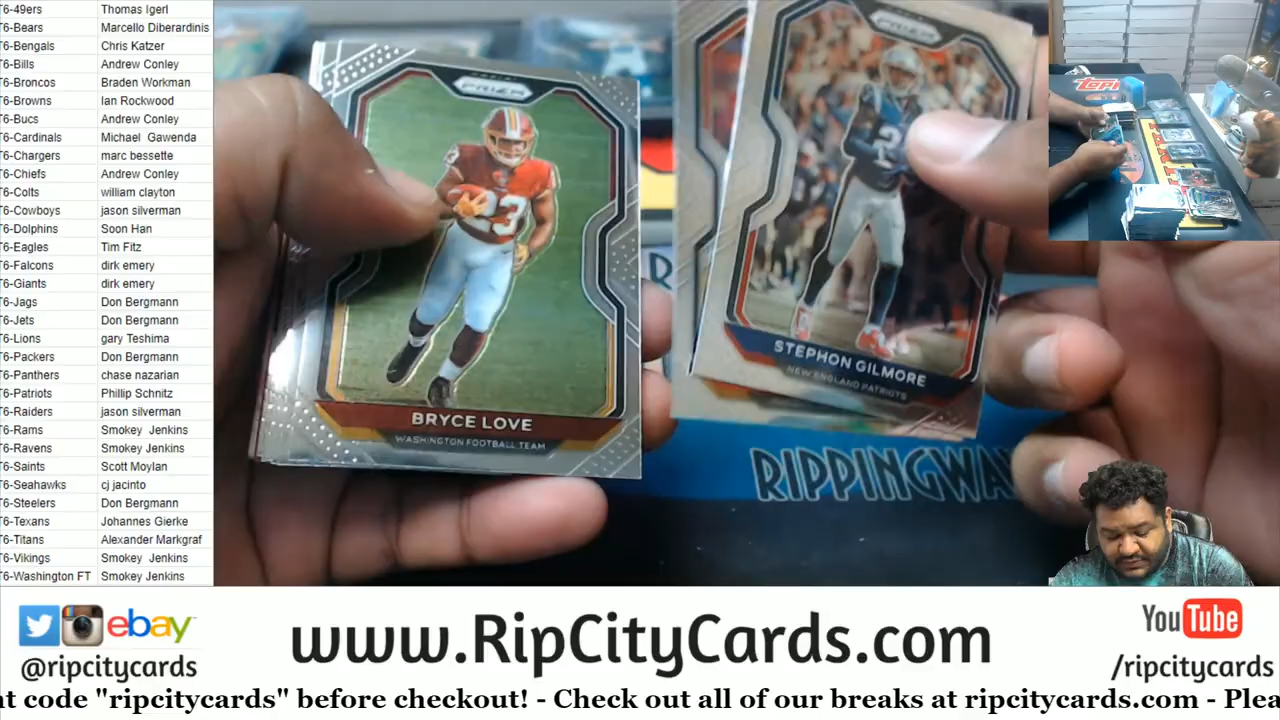 T6-49ers Thomas Igerl
T6-Bears Marcello Diberardinis
T6-Bengals Chris Katzer
T6-Bills Andrew Conley
T6-Broncos Braden Workman
T6-Browns Ian Rockwood
T6-Bucs Andrew Conley
T6-Cardinals Michael Gawenda
T6-Chargers marc bessette
T6-Chiefs Andrew Conley
T6-Colts william clayton
T6-Cowboys jason silverman
T6-Dolphins Soon Han
T6-Eagles Tim Fitz
T6-Falcons dirk emery
T6-Giants dirk emery
T6-Jags Don Bergmann
T6-Jets Don Bergmann
T6-Lions gary Teshima
T6-Packers Don Bergmann
T6-Panthers chase nazarian
T6-Patriots Phillip Schnitz
T6-Raiders jason silverman
T6-Rams Smokey Jenkins
T6-Ravens Smokey Jenkins
T6-Saints Scott Moylan
T6-Seahawks cj jacinto
T6-Steelers Don Bergmann
T6-Texans Johannes Gierke
T6-Titans Alexander Markgraf
T6-Vikings Smokey Jenkins
T6-Washington FT Smokey Jenkins
PRIZM
23
BRYCE LOVE
WASHINGTON FOOTBALL TEAM
PRIZM
STEPHON GILMORE
NEW ENGLAND PATRIOTS
RIPPINGWA
ebay
@ripcitycards
www.RipCityCards.com
YouTube
/ripcitycards
nt code "ripcitycards" before checkout! - Check out all of our breaks at ripcitycards.com - Plea